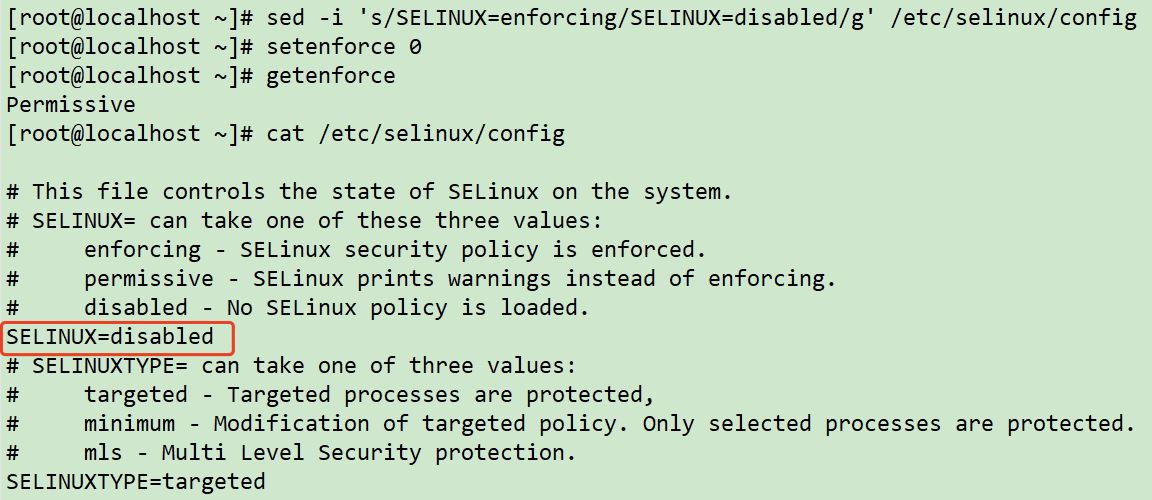 [root@localhost ~]# sed -i 's/SELINUX=enforcing/SELINUX=disabled/g' /etc/selinux/config
[root@localhost ~]# setenforce 0
[root@localhost ~]# getenforce
Permissive
[root@localhost ~]# cat /etc/selinux/config

# This file controls the state of SELinux on the system.
# SELINUX= can take one of these three values:
#     enforcing - SELinux security policy is enforced.
#     permissive - SELinux prints warnings instead of enforcing.
#     disabled - No SELinux policy is loaded.
SELINUX=disabled
# SELINUXTYPE= can take one of three values:
#     targeted - Targeted processes are protected,
#     minimum - Modification of targeted policy. Only selected processes are protected.
#     mls - Multi Level Security protection.
SELINUXTYPE=targeted